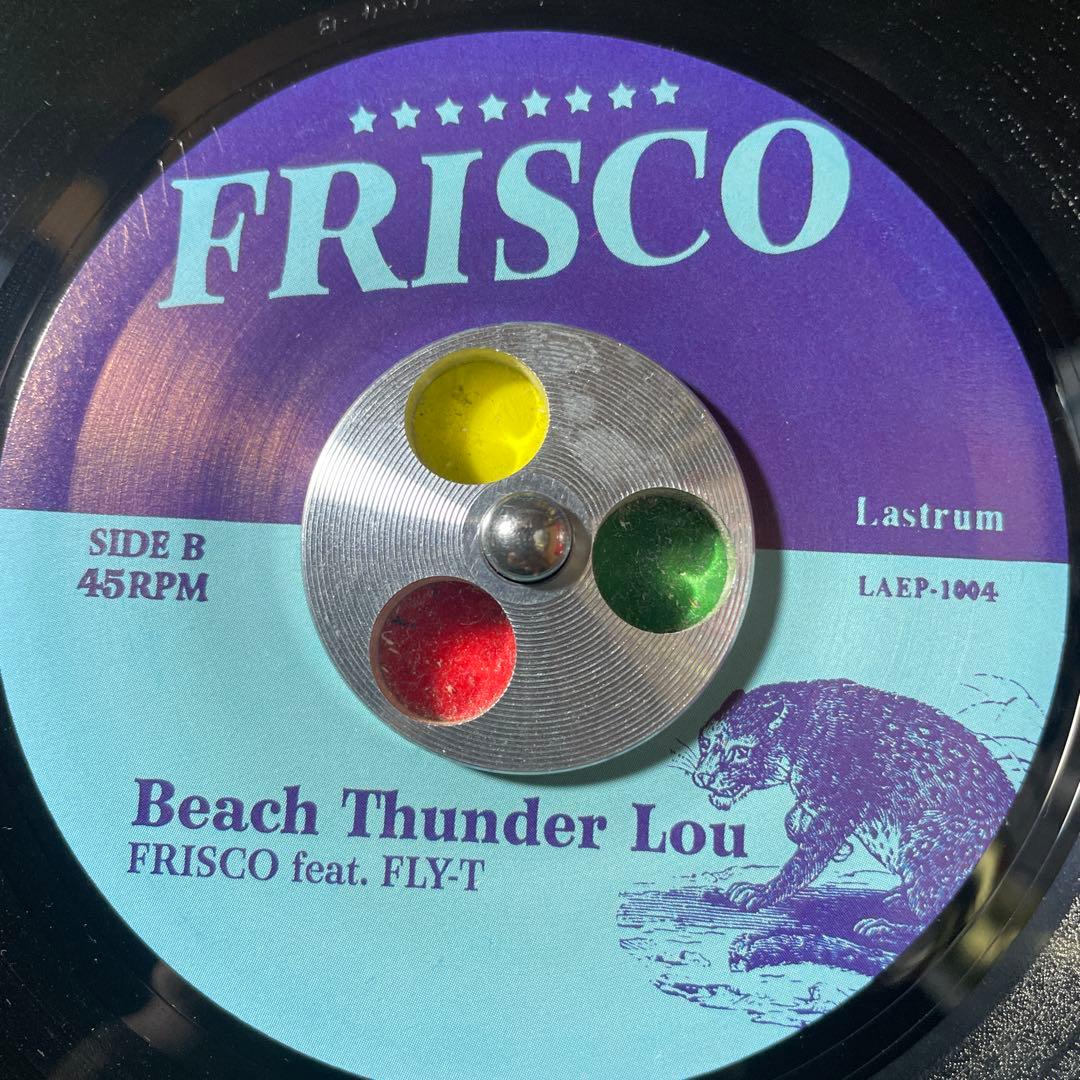 FRISCO
Lastrum
SIDE B
45RPM
LAEP-1004
Beach Thunder Lou
FRISCO feat. FLY-T